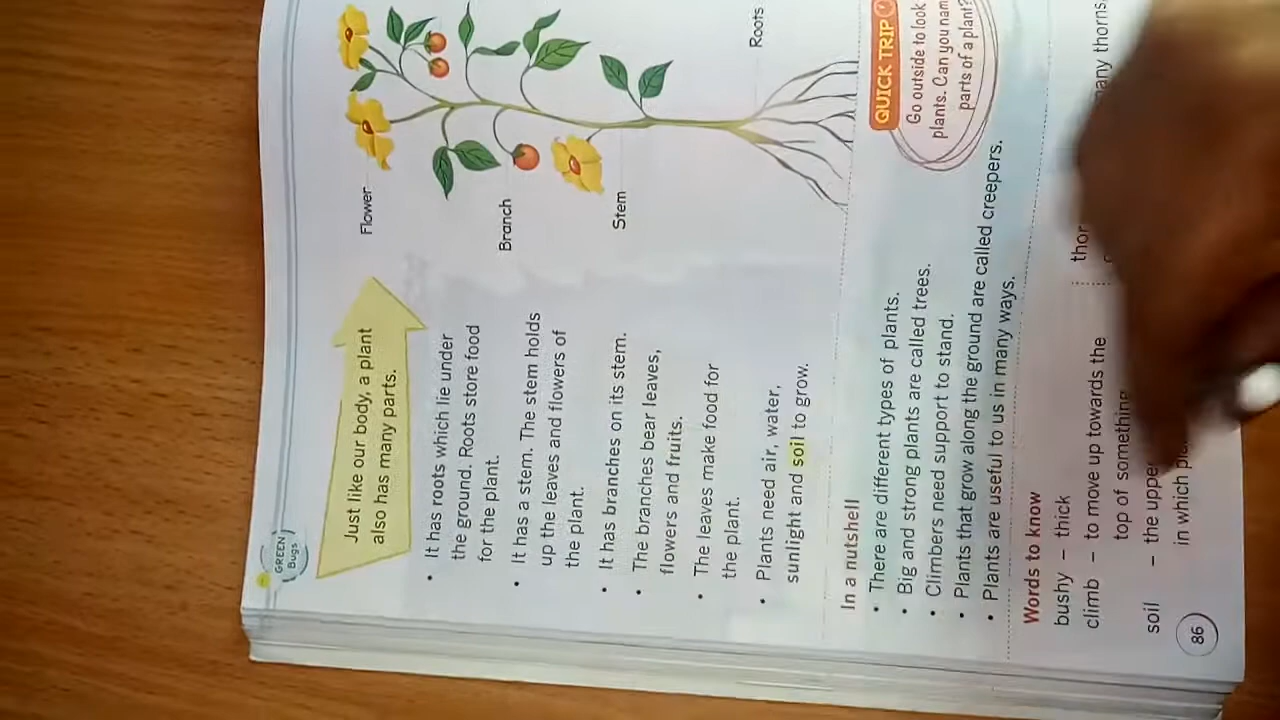 GREEN
Bugs
Just like our body, a plant
also has many parts.
• It has roots which lie under
the ground. Roots store food
for the plant.
• It has a stem. The stem holds
up the leaves and flowers of
the plant.
• It has branches on its stem.
• The branches bear leaves,
flowers and fruits.
• The leaves make food for
the plant.
• Plants need air, water,
sunlight and soil to grow.
Flower
Branch
Stem
Roots
In a nutshell
• There are different types of plants.
• Big and strong plants are called trees.
• Climbers need support to stand.
• Plants that grow along the ground are called creepers.
• Plants are useful to us in many ways.
QUICK TRIP
Go outside to look
plants. Can you
parts of a plant?
Words to know
bushy – thick
climb – to move up towards the
top of something
soil – the upper
in which
many thorns
86